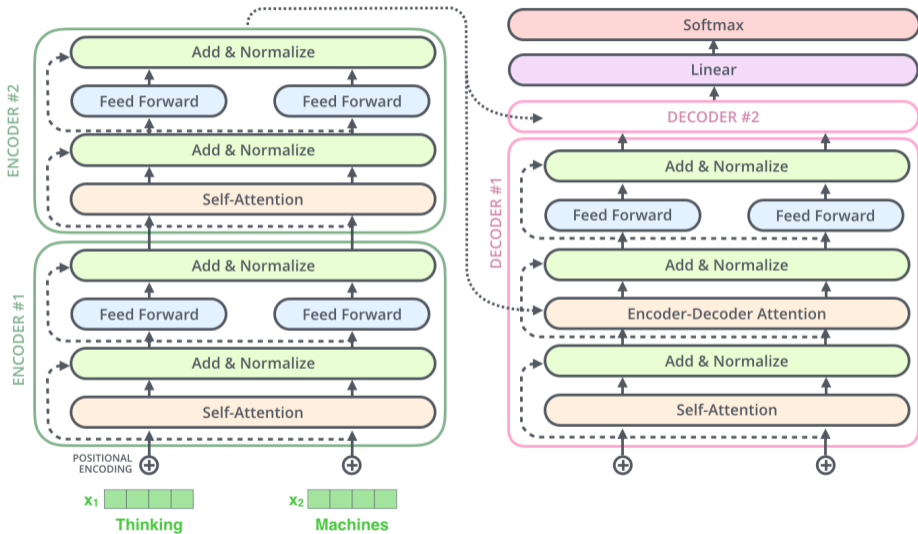 ENCODER #2
Add & Normalize
Feed Forward
Feed Forward
Add & Normalize
Self-Attention
ENCODER #1
Add & Normalize
Feed Forward
Feed Forward
Add & Normalize
Self-Attention
POSITIONAL
ENCODING
x₁
x₂
Thinking
Machines
Softmax
Linear
DECODER #2
DECODER #1
Add & Normalize
Feed Forward
Feed Forward
Add & Normalize
Encoder-Decoder Attention
Add & Normalize
Self-Attention